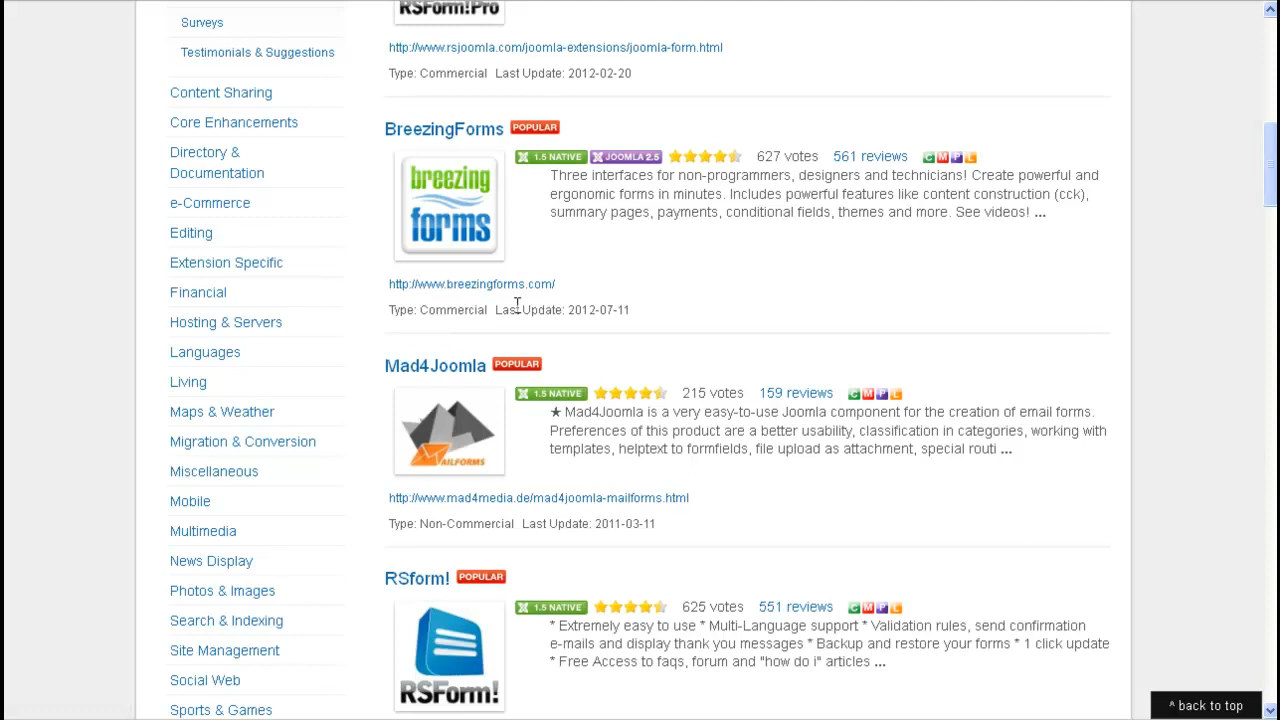 Surveys
Testimonials & Suggestions
Content Sharing
Core Enhancements
Directory &
Documentation
e-Commerce
Editing
Extension Specific
Financial
Hosting & Servers
Languages
Living
Maps & Weather
Migration & Conversion
Miscellaneous
Mobile
Multimedia
News Display
Photos & Images
Search & Indexing
Site Management
Social Web
Sports & Games
RSForm!Pro
http://www.rsjoomla.com/joomla-extensions/joomla-form.html
Type: Commercial Last Update: 2012-02-20
BreezingForms POPULAR
breezing
forms
1.5 NATIVE JOOMLA 2.5 627 votes 561 reviews C M P L
Three interfaces for non-programmers, designers and technicians! Create powerful and
ergonomic forms in minutes. Includes powerful features like content construction (cck),
summary pages, payments, conditional fields, themes and more. See videos! ...
http://www.breezingforms.com/
Type: Commercial Last Update: 2012-07-11
Mad4Joomla POPULAR
MAILFORMS
1.5 NATIVE 215 votes 159 reviews C M P L
★ Mad4Joomla is a very easy-to-use Joomla component for the creation of email forms.
Preferences of this product are a better usability, classification in categories, working with
templates, helptext to formfields, file upload as attachment, special routi ...
http://www.mad4media.de/mad4joomla-mailforms.html
Type: Non-Commercial Last Update: 2011-03-11
RSform! POPULAR
RSForm!
1.5 NATIVE 625 votes 551 reviews C M P L
* Extremely easy to use * Multi-Language support * Validation rules, send confirmation
e-mails and display thank you messages * Backup and restore your forms * 1 click update
* Free Access to faqs, forum and "how do i" articles ...
^ back to top